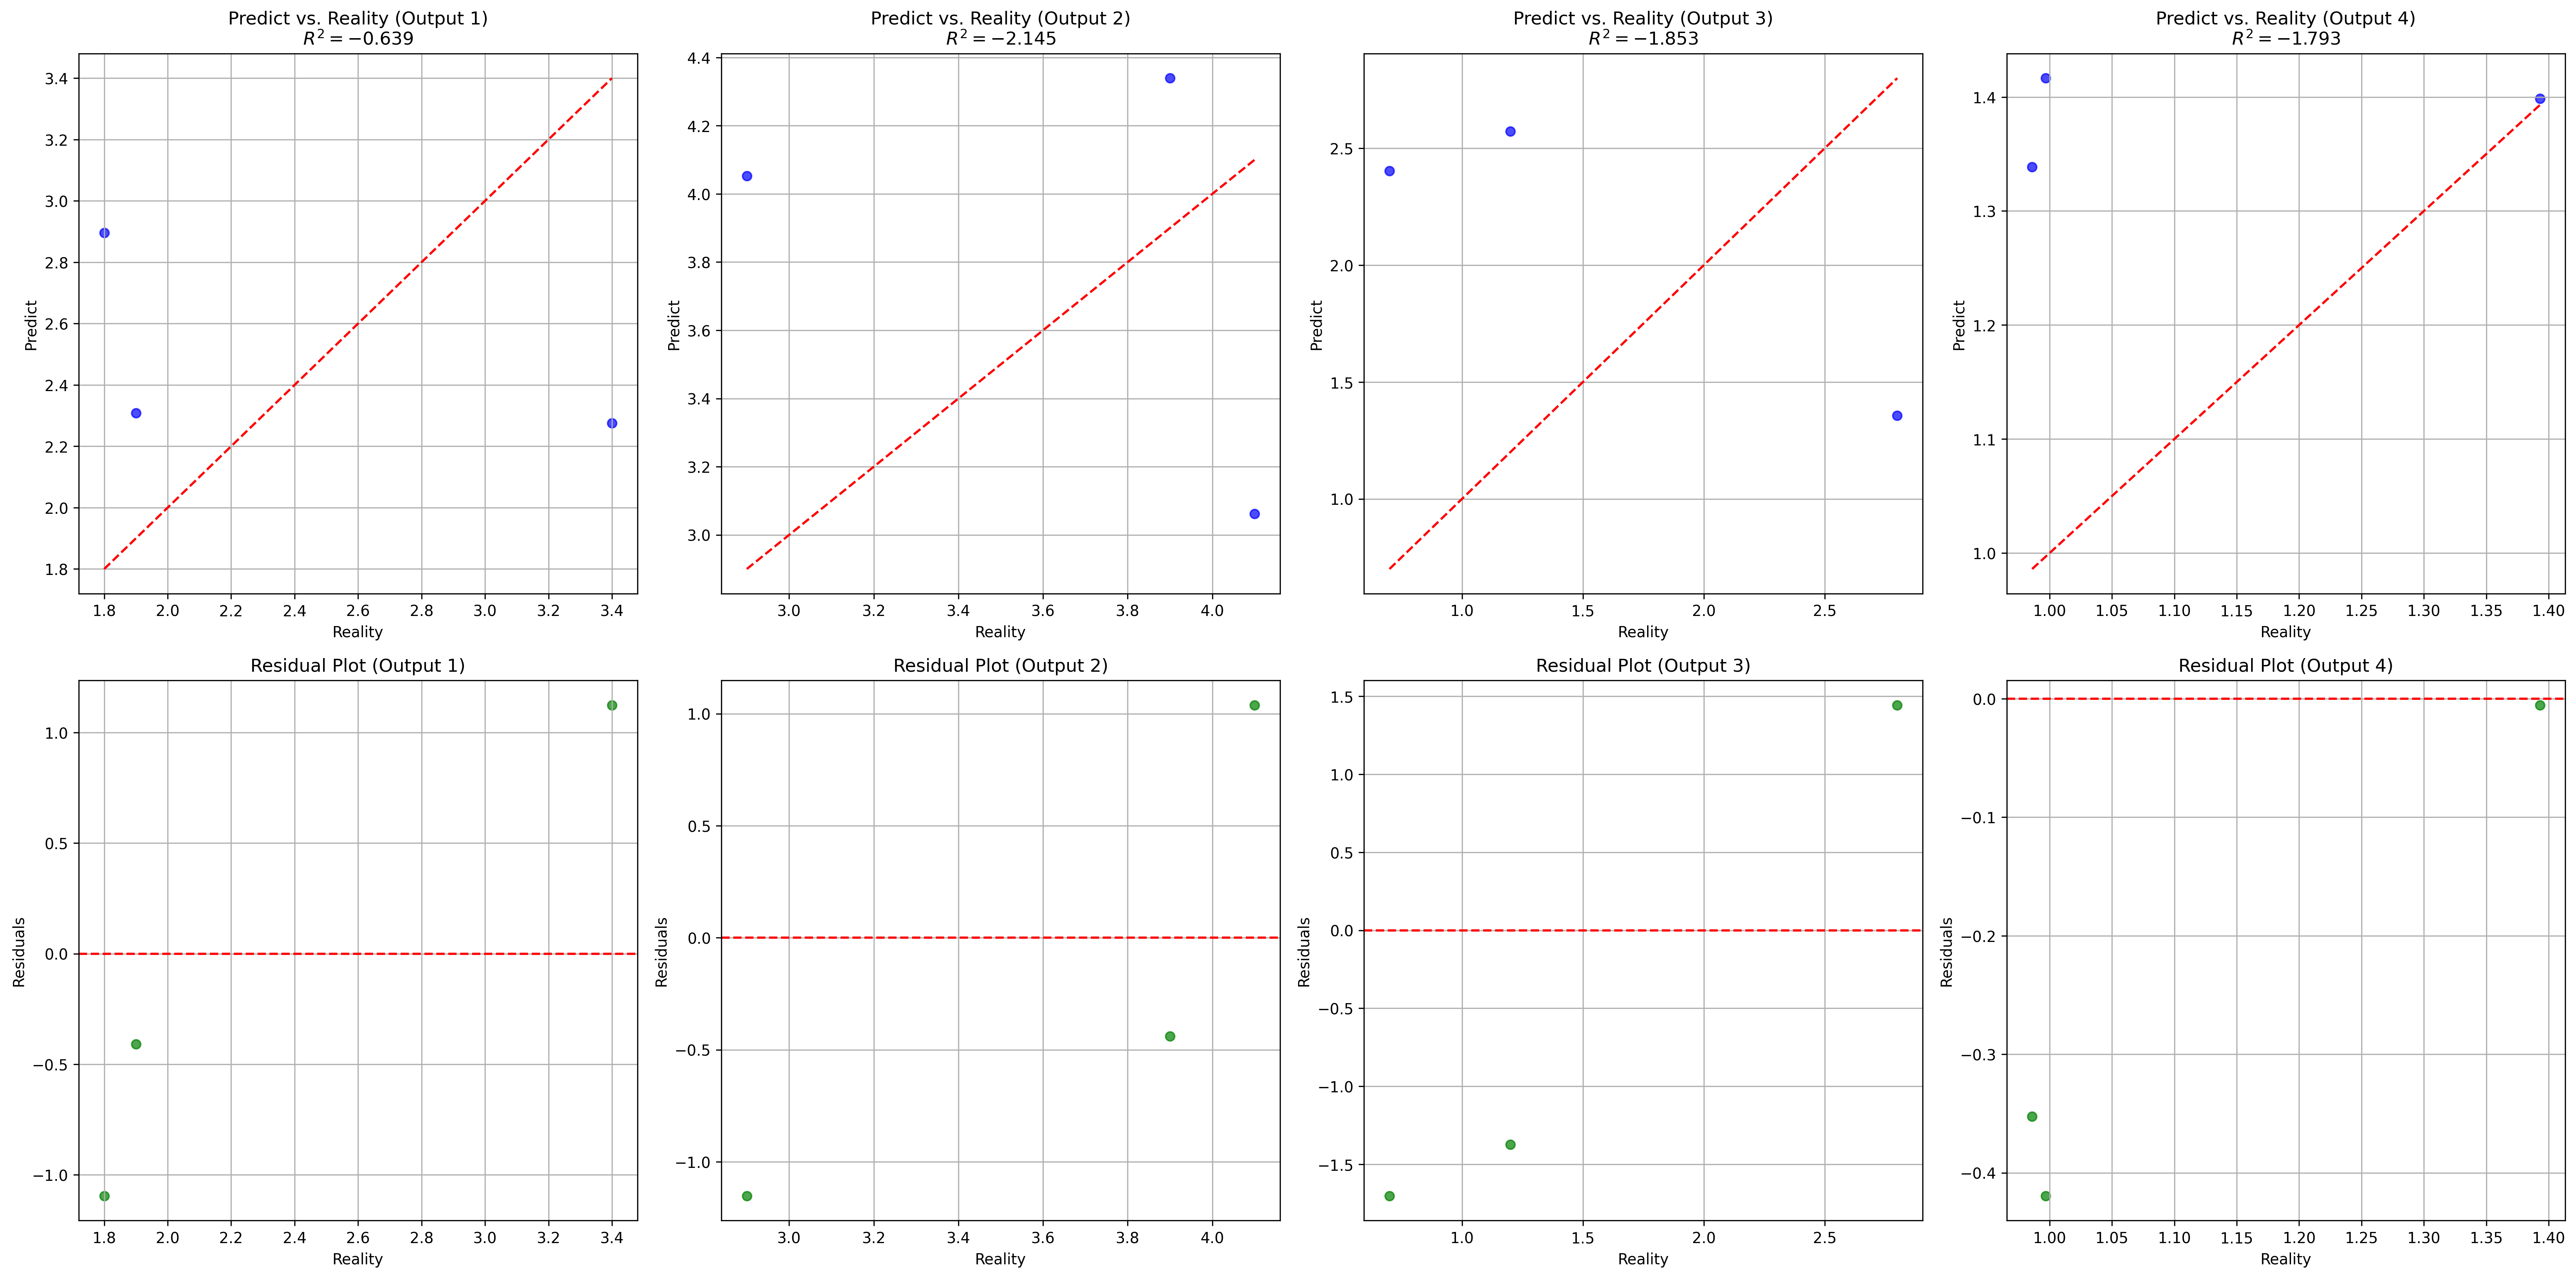 Predict vs. Reality (Output 1)
R² = −0.639
3.4
3.2
3.0
2.8
2.6
2.4
2.2
2.0
1.8
Predict
1.8 2.0 2.2 2.4 2.6 2.8 3.0 3.2 3.4
Reality
Predict vs. Reality (Output 2)
R² = −2.145
4.4
4.2
4.0
3.8
3.6
3.4
3.2
3.0
Predict
3.0 3.2 3.4 3.6 3.8 4.0
Reality
Predict vs. Reality (Output 3)
R² = −1.853
2.5
2.0
1.5
1.0
Predict
1.0 1.5 2.0 2.5
Reality
Predict vs. Reality (Output 4)
R² = −1.793
1.4
1.3
1.2
1.1
1.0
Predict
1.00 1.05 1.10 1.15 1.20 1.25 1.30 1.35 1.40
Reality
Residual Plot (Output 1)
1.0
0.5
0.0
−0.5
−1.0
Residuals
1.8 2.0 2.2 2.4 2.6 2.8 3.0 3.2 3.4
Reality
Residual Plot (Output 2)
1.0
0.5
0.0
−0.5
−1.0
Residuals
3.0 3.2 3.4 3.6 3.8 4.0
Reality
Residual Plot (Output 3)
1.5
1.0
0.5
0.0
−0.5
−1.0
−1.5
Residuals
1.0 1.5 2.0 2.5
Reality
Residual Plot (Output 4)
0.0
−0.1
−0.2
−0.3
−0.4
Residuals
1.00 1.05 1.10 1.15 1.20 1.25 1.30 1.35 1.40
Reality